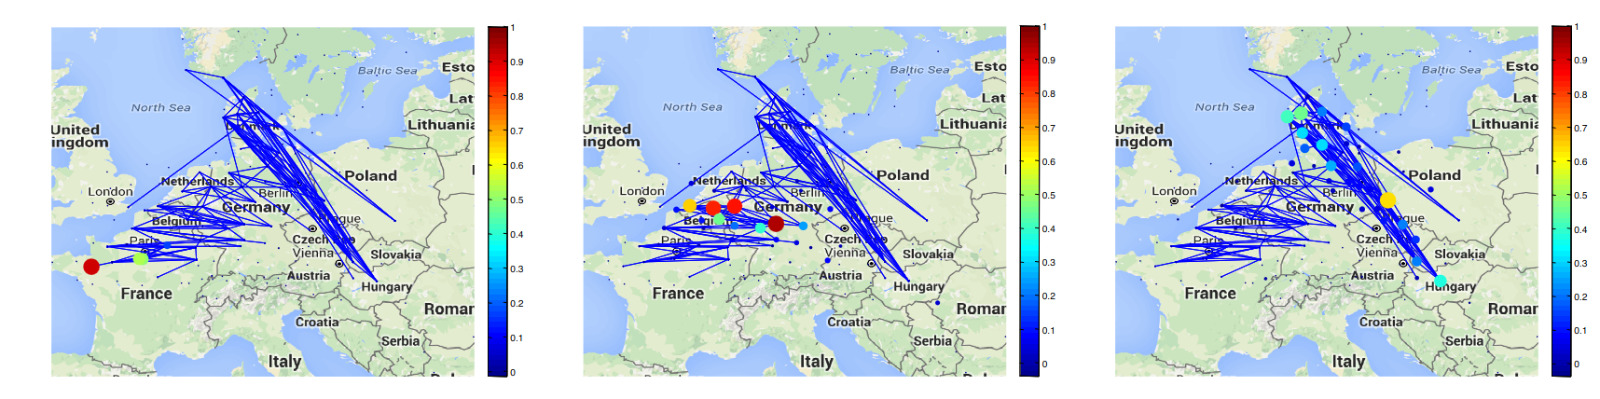 Baltic Sea
Esto
North Sea
Lat
United
ingdom
Denmark
Lithuania
London
Netherlands
Poland
Berlin
Germany
Belgium
Prague
Paris
Czech
Vienna
Slovakia
Austria
France
Hungary
Roman
Croatia
Serbia
Italy
1
0.9
0.8
0.7
0.6
0.5
0.4
0.3
0.2
0.1
0
Baltic Sea
Esto
North Sea
Lat
United
ingdom
Lithuania
London
Netherlands
Poland
Berlin
Germany
Belgi
gue
Paris
Czech
Vienna
Slovakia
Austria
France
Hungary
Roman
Croatia
Serbia
Italy
1
0.9
0.8
0.7
0.6
0.5
0.4
0.3
0.2
0.1
0
Baltic Sea
Esto
North Sea
Lat
United
ingdom
Lithuania
London
Netherlands
Poland
Berlin
Germany
Belgium
gue
Paris
Czech
Vienna
Slovakia
Austria
France
Hungary
Roman
Croatia
Serbia
Italy
1
0.9
0.8
0.7
0.6
0.5
0.4
0.3
0.2
0.1
0